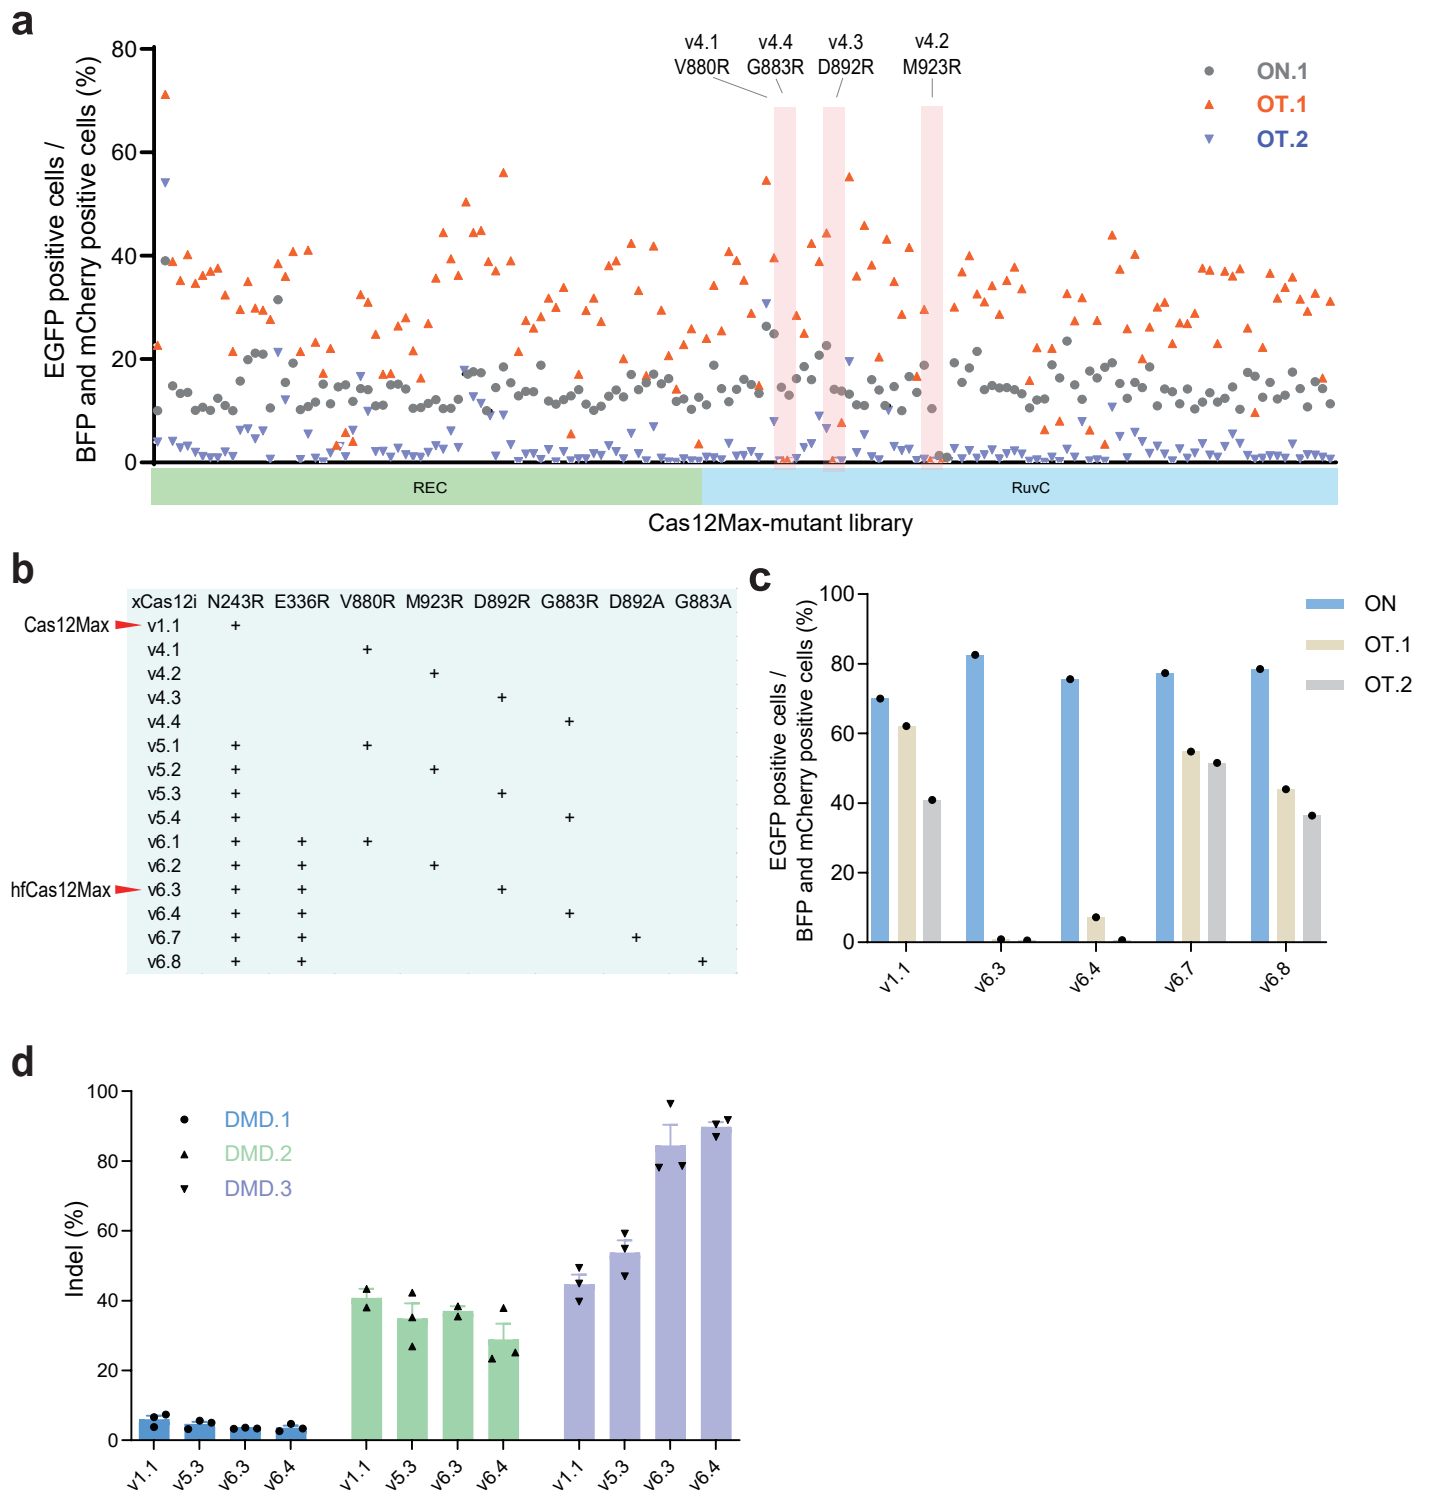 a
EGFP positive cells /
BFP and mCherry positive cells (%)
80
60
40
20
0
v4.1 v4.4 v4.3 v4.2
V880R G883R D892R M923R
ON.1
OT.1
OT.2
REC RuvC
Cas12Max-mutant library
b
xCas12i N243R E336R V880R M923R D892R G883R D892A G883A
Cas12Max v1.1 +
v4.1 +
v4.2 +
v4.3 +
v4.4 +
v5.1 + +
v5.2 + +
v5.3 + +
v5.4 + +
v6.1 + + +
v6.2 + + +
hfCas12Max v6.3 + + +
v6.4 + + +
v6.7 + + +
v6.8 + + +
c
EGFP positive cells /
BFP and mCherry positive cells (%)
100
80
60
40
20
0
ON
OT.1
OT.2
v1.1 v6.3 v6.4 v6.7 v6.8
d
Indel (%)
100
80
60
40
20
0
DMD.1
DMD.2
DMD.3
v1.1 v5.3 v6.3 v6.4 v1.1 v5.3 v6.3 v6.4 v1.1 v5.3 v6.3 v6.4